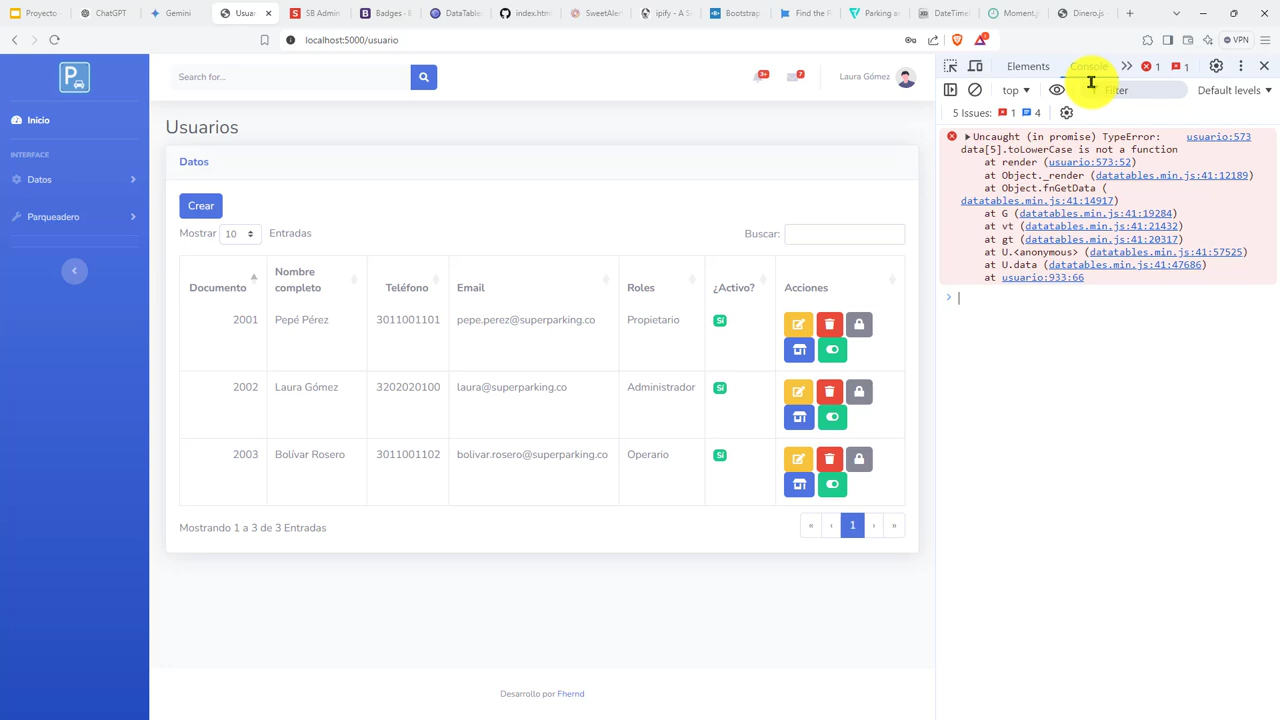 Proyecto
ChatGPT
Gemini
Usuar
SB Admin
Badges - B
DataTable
index.htm
SweetAler
ipify - A S
Bootstrap
Find the P
Parking an
DateTime
Moment.j
Dinero.js
localhost:5000/usuario
VPN
P
Inicio
INTERFACE
Datos
Parqueadero
Search for...
3+
7
Laura Gómez
Usuarios
Datos
Crear
Mostrar 10 Entradas
Buscar:
Documento
Nombre
completo
Teléfono
Email
Roles
¿Activo?
Acciones
2001 Pepé Pérez 3011001101 pepe.perez@superparking.co Propietario Sí
2002 Laura Gómez 3202020100 laura@superparking.co Administrador Sí
2003 Bolívar Rosero 3011001102 bolivar.rosero@superparking.co Operario Sí
Mostrando 1 a 3 de 3 Entradas
« ‹ 1 › »
Desarrollo por Fhernd
Elements
Console
1
1
top
Filter
Default levels
5 Issues: 1 4
Uncaught (in promise) TypeError: usuario:573
data[5].toLowerCase is not a function
at render (usuario:573:52)
at Object._render (datatables.min.js:41:12189)
at Object.fnGetData (
datatables.min.js:41:14917)
at G (datatables.min.js:41:19284)
at vt (datatables.min.js:41:21432)
at gt (datatables.min.js:41:20317)
at U.<anonymous> (datatables.min.js:41:57525)
at U.data (datatables.min.js:41:47686)
at usuario:933:66